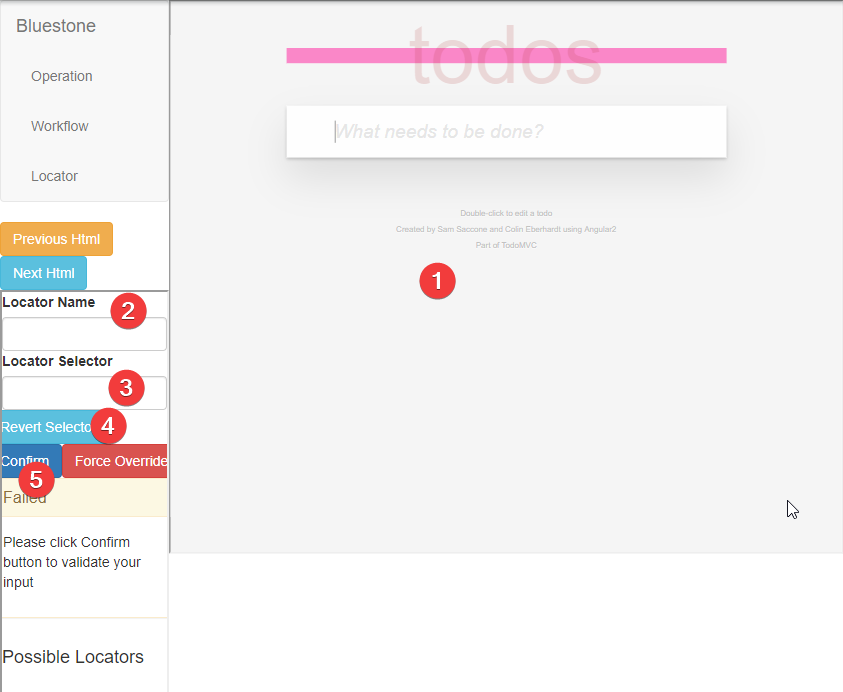 Bluestone
Operation
Workflow
Locator
Previous Html
Next Html
Locator Name
2
Locator Selector
3
Revert Selecto
4
Confirm
Force Override
5
Failed
Please click Confirm
button to validate your
input
Possible Locators
todos
What needs to be done?
Double-click to edit a todo
Created by Sam Saccone and Colin Eberhardt using Angular2
Part of TodoMVC
1